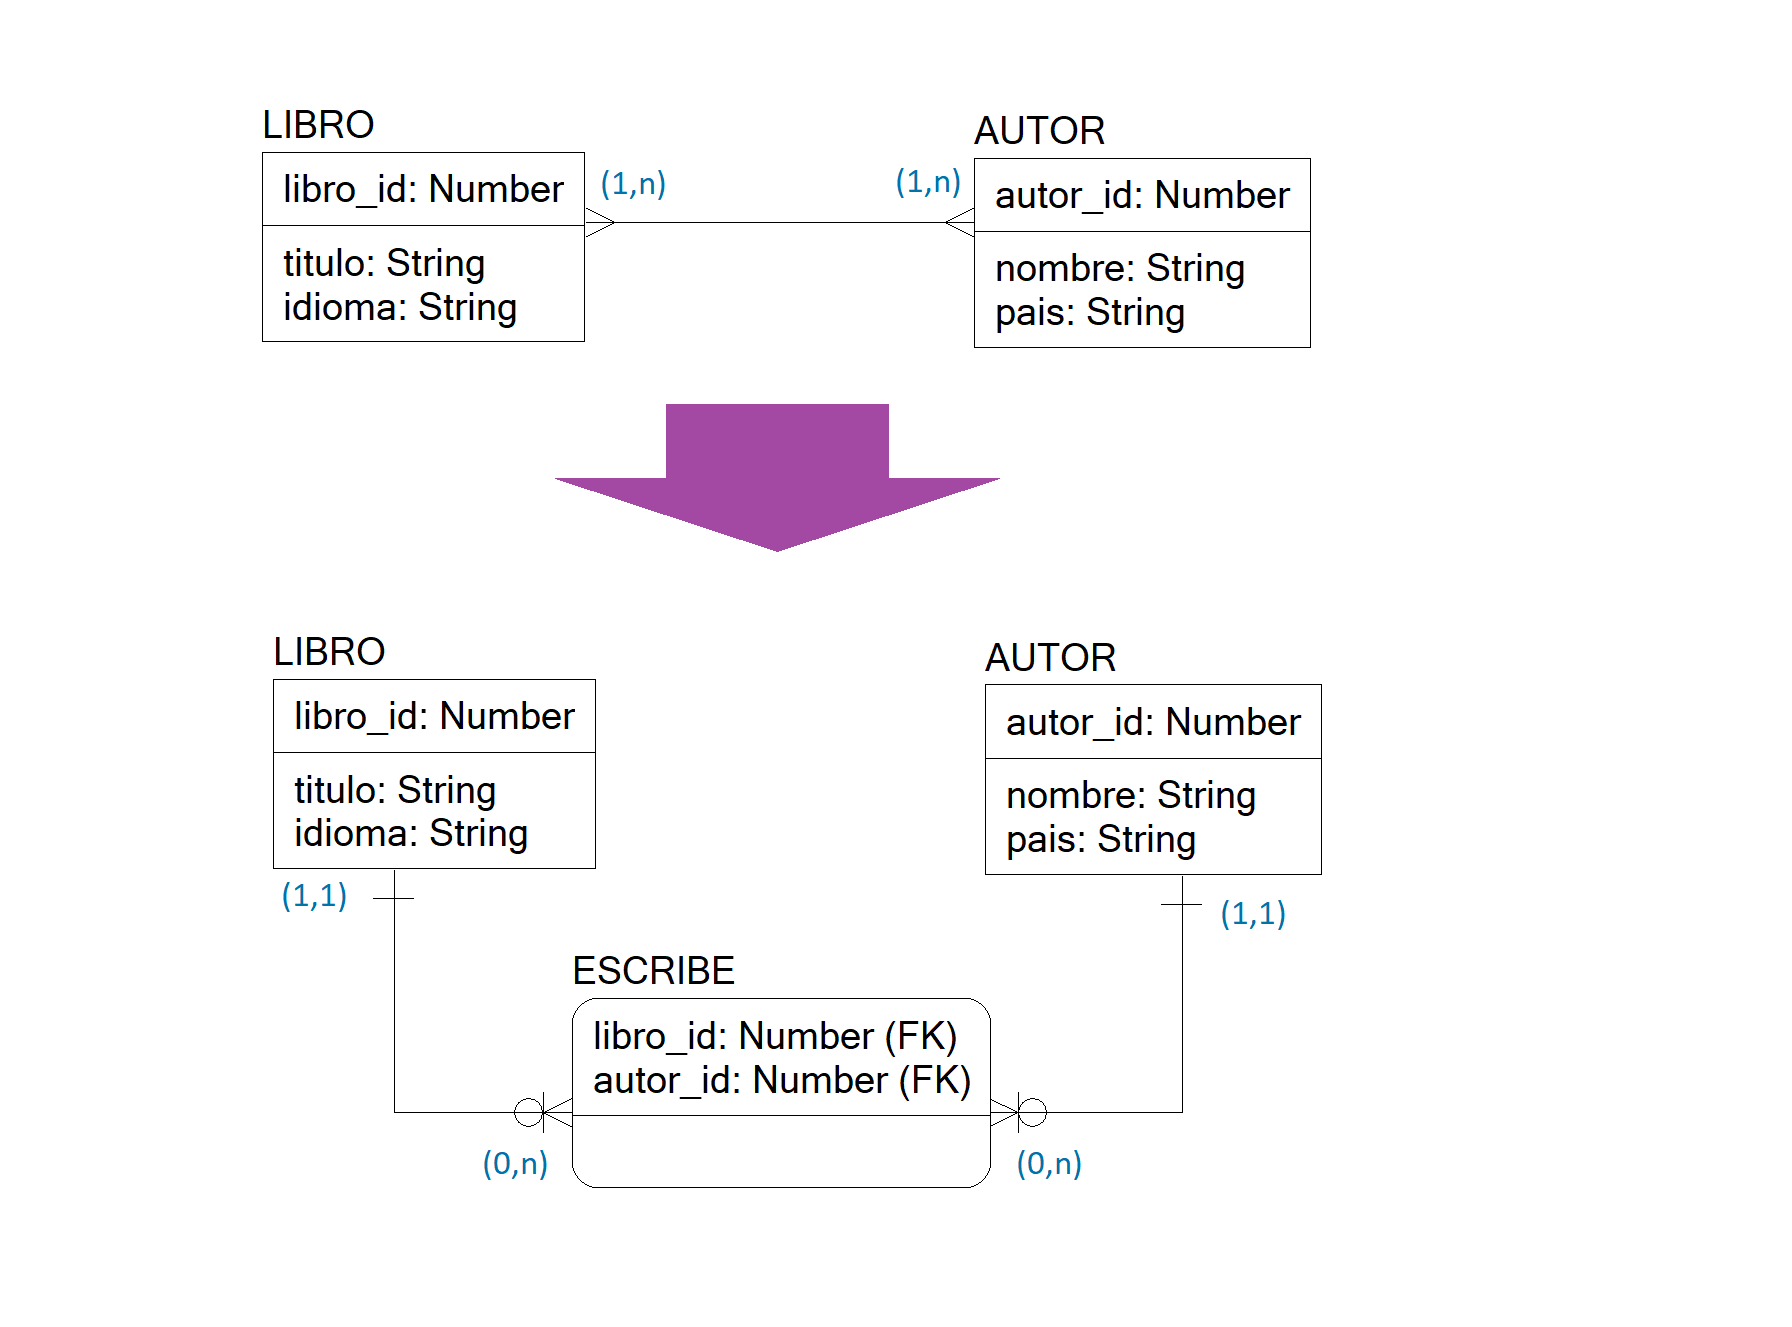 LIBRO
libro_id: Number
titulo: String
idioma: String
(1,n)
(1,n)
AUTOR
autor_id: Number
nombre: String
pais: String
LIBRO
libro_id: Number
titulo: String
idioma: String
(1,1)
AUTOR
autor_id: Number
nombre: String
pais: String
(1,1)
ESCRIBE
libro_id: Number (FK)
autor_id: Number (FK)
(0,n)
(0,n)